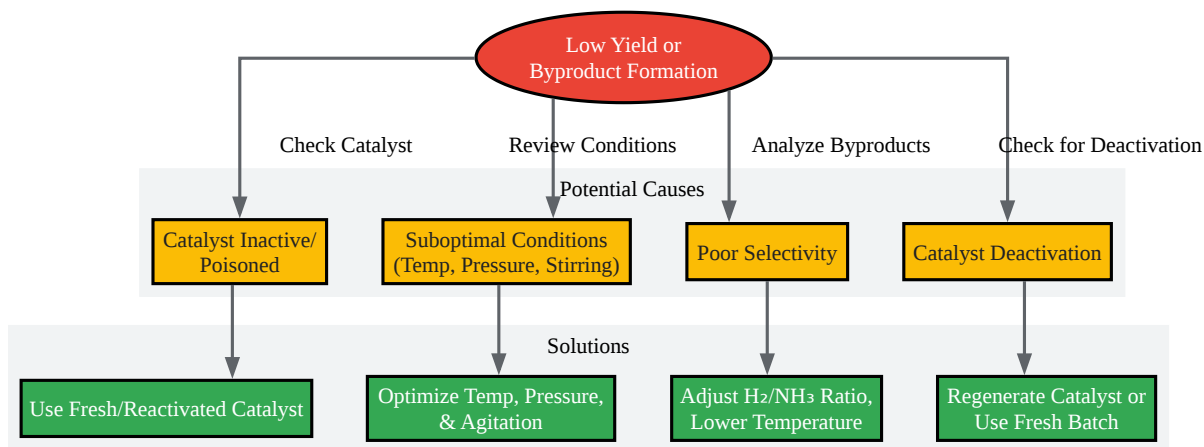 Low Yield or
Byproduct Formation
Check Catalyst
Review Conditions
Analyze Byproducts
Check for Deactivation
Potential Causes
Catalyst Inactive/
Poisoned
Suboptimal Conditions
(Temp, Pressure, Stirring)
Poor Selectivity
Catalyst Deactivation
Solutions
Use Fresh/Reactivated Catalyst
Optimize Temp, Pressure,
& Agitation
Adjust H₂/NH₃ Ratio,
Lower Temperature
Regenerate Catalyst or
Use Fresh Batch